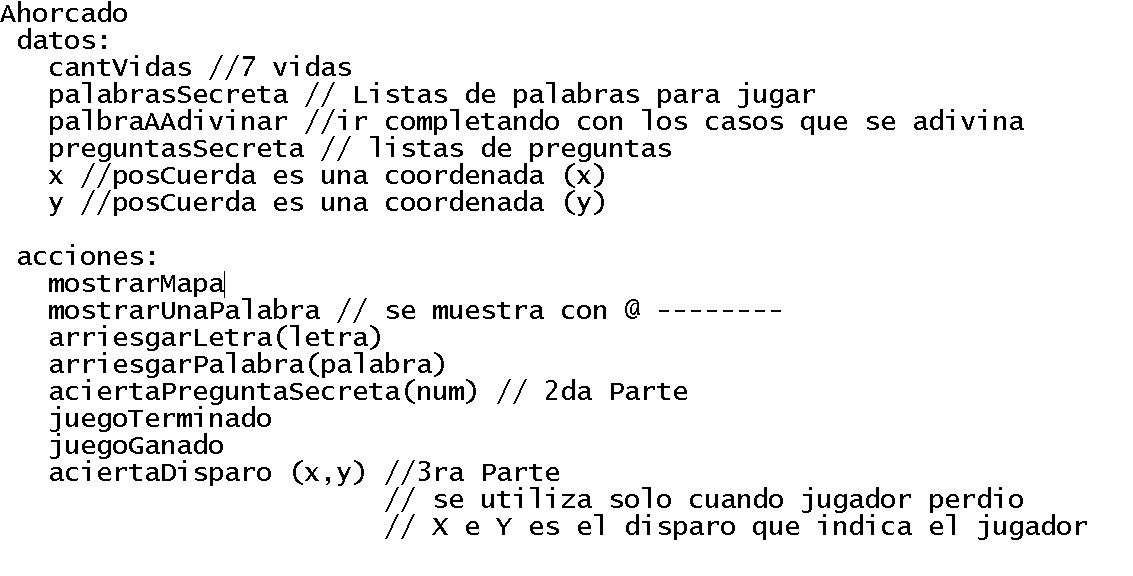 Ahorcado
datos:
cantVidas //7 vidas
palabrasSecreta // Listas de palabras para jugar
palbraAAdivinar //ir completando con los casos que se adivina
preguntasSecreta // listas de preguntas
x //posCuerda es una coordenada (x)
y //posCuerda es una coordenada (y)
acciones:
mostrarMapa
mostrarUnaPalabra // se muestra con @ --------
arriesgarLetra(letra)
arriesgarPalabra(palabra)
aciertaPreguntaSecreta(num) // 2da Parte
juegoTerminado
juegoGanado
aciertaDisparo (x,y) //3ra Parte
// se utiliza solo cuando jugador perdio
// X e Y es el disparo que indica el jugador